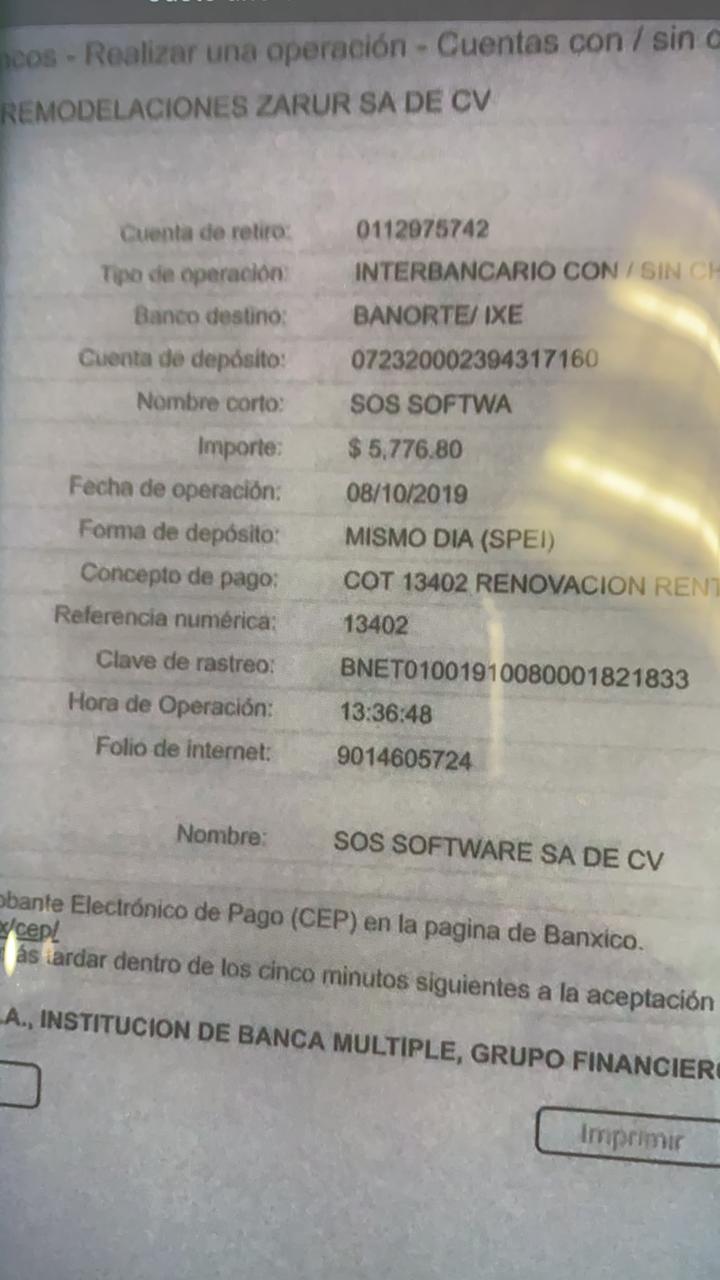 ncos - Realizar una operación - Cuentas con / sin c
REMODELACIONES ZARUR SA DE CV
Cuenta de retiro: 0112975742
Tipo de operación: INTERBANCARIO CON / SIN CH
Banco destino: BANORTE/ IXE
Cuenta de depósito: 072320002394317160
Nombre corto: SOS SOFTWA
Importe: $ 5,776.80
Fecha de operación: 08/10/2019
Forma de depósito: MISMO DIA (SPEI)
Concepto de pago: COT 13402 RENOVACION RENT
Referencia numérica: 13402
Clave de rastreo: BNET01001910080001821833
Hora de Operación: 13:36:48
Folio de internet: 9014605724
Nombre: SOS SOFTWARE SA DE CV
obante Electrónico de Pago (CEP) en la pagina de Banxico.
x/cep/
ás tardar dentro de los cinco minutos siguientes a la aceptación
.A., INSTITUCION DE BANCA MULTIPLE, GRUPO FINANCIERO
Imprimir